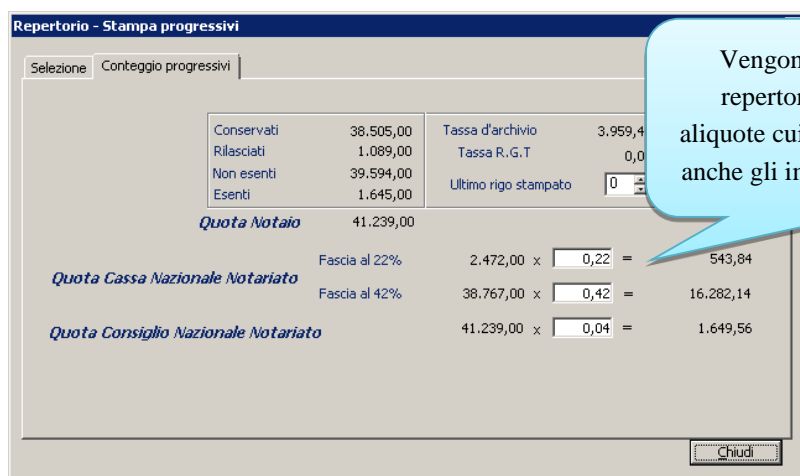 Repertorio - Stampa progressivi
Selezione Conteggio progressivi
Conservati 38.505,00 Tassa d'archivio
Rilasciati 1.089,00 Tassa R.G.T
Non esenti 39.594,00 Ultimo rigo stampato 0
Esenti 1.645,00
Quota Notaio 41.239,00
Quota Cassa Nazionale Notariato
Fascia al 22% 2.472,00 x 0,22 = 543,84
Fascia al 42% 38.767,00 x 0,42 = 16.282,14
Quota Consiglio Nazionale Notariato 41.239,00 x 0,04 = 1.649,56
Chiudi
aliquote cui
anche gli